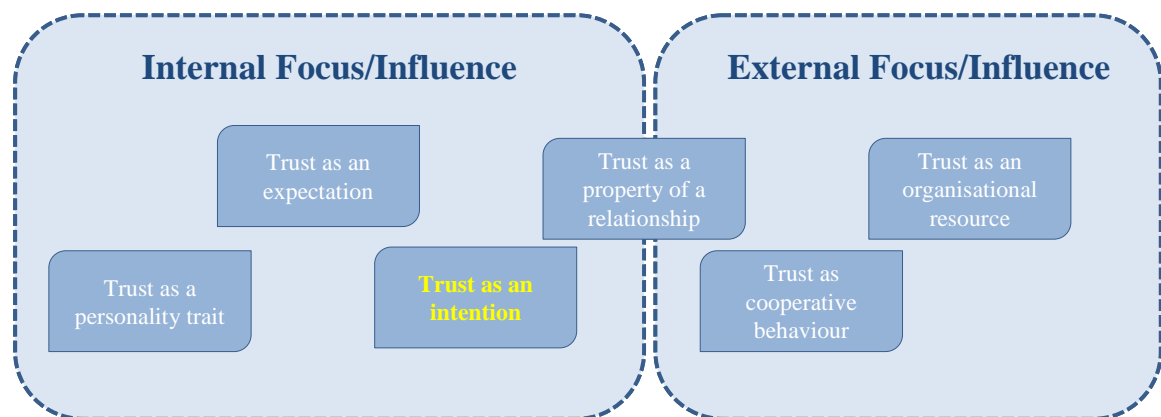 Internal Focus/Influence
External Focus/Influence
Trust as an
expectation
Trust as a
property of a
relationship
Trust as an
organisational
resource
Trust as a
personality trait
Trust as an
intention
Trust as
cooperative
behaviour